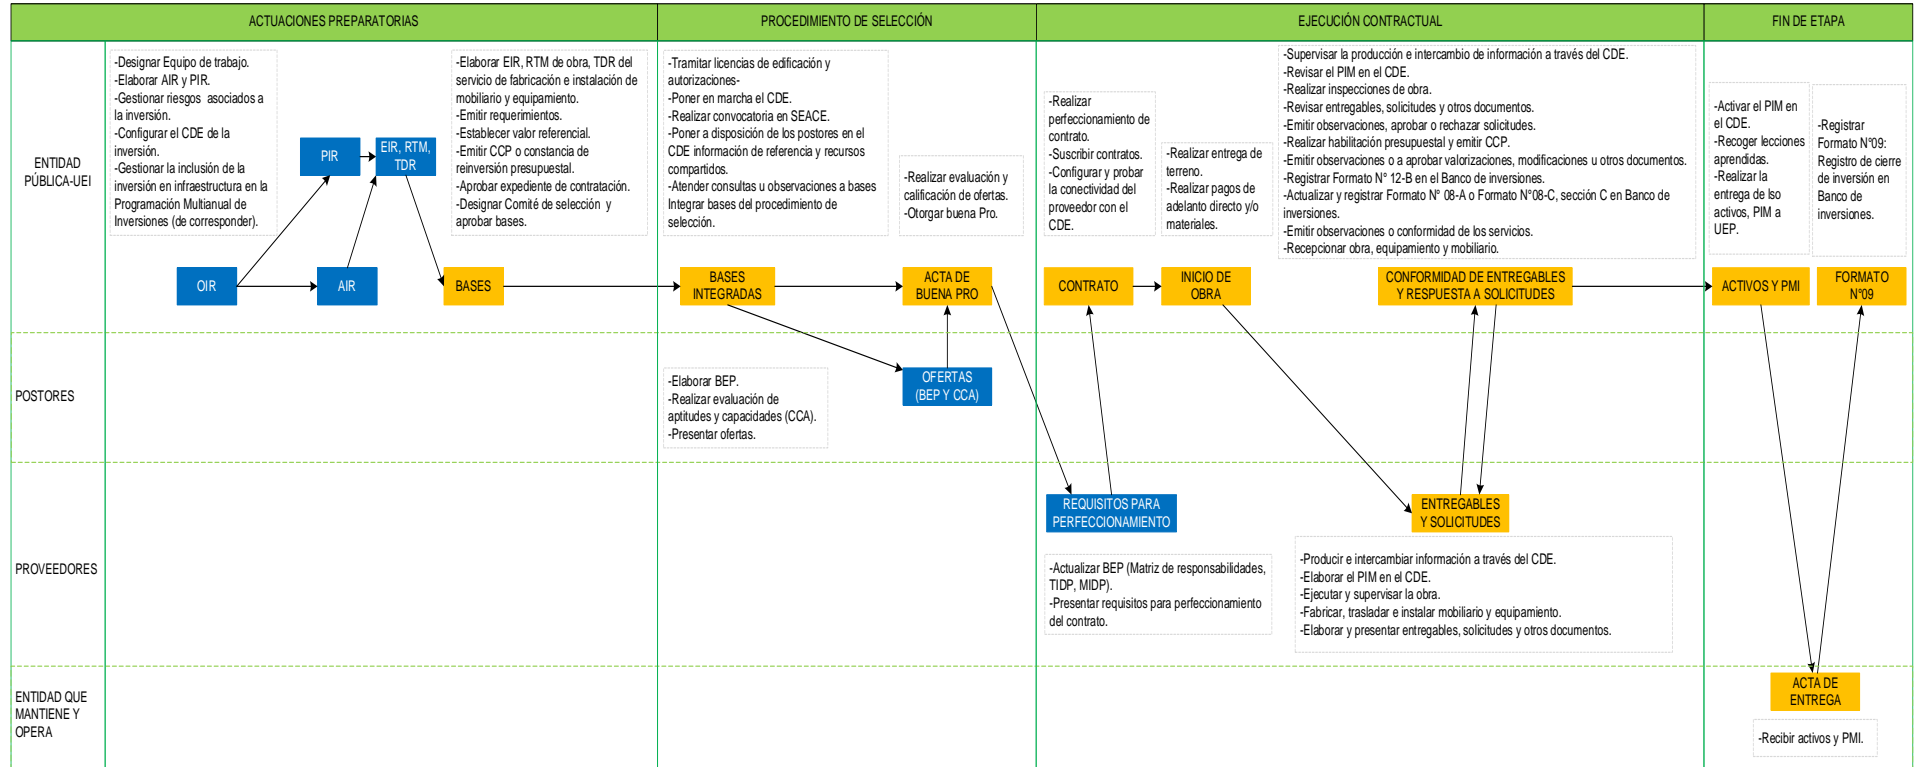 ACTUACIONES PREPARATORIAS
PROCEDIMIENTO DE SELECCIÓN
EJECUCIÓN CONTRACTUAL
FIN DE ETAPA
ENTIDAD
PÚBLICA-UEI
-Designar Equipo de trabajo.
-Elaborar AIR y PIR.
-Gestionar riesgos asociados a
la inversión.
-Configurar el CDE de la
inversión.
-Gestionar la inclusión de la
inversión en infraestructura en la
Programación Multianual de
Inversiones (de corresponder).
PIR
EIR, RTM,
TDR
-Elaborar EIR, RTM de obra, TDR del
servicio de fabricación e instalación de
mobiliario y equipamiento.
-Emitir requerimientos.
-Establecer valor referencial.
-Emitir CCP o constancia de
reinversión presupuestal.
-Aprobar expediente de contratación.
-Designar Comité de selección y
aprobar bases.
-Tramitar licencias de edificación y
autorizaciones-
-Poner en marcha el CDE.
-Realizar convocatoria en SEACE.
-Poner a disposición de los postores en el
CDE información de referencia y recursos
compartidos.
-Atender consultas u observaciones a bases
Integrar bases del procedimiento de
selección.
-Realizar evaluación y
calificación de ofertas.
-Otorgar buena Pro.
-Realizar
perfeccionamiento de
contrato.
-Suscribir contratos.
-Configurar y probar
la conectividad del
proveedor con el
CDE.
-Realizar entrega de
terreno.
-Realizar pagos de
adelanto directo y/o
materiales.
-Supervisar la producción e intercambio de información a través del CDE.
-Revisar el PIM en el CDE.
-Realizar inspecciones de obra.
-Revisar entregables, solicitudes y otros documentos.
-Emitir observaciones, aprobar o rechazar solicitudes.
-Realizar habilitación presupuestal y emitir CCP.
-Emitir observaciones o a aprobar valorizaciones, modificaciones u otros documentos.
-Registrar Formato N° 12-B en el Banco de inversiones.
-Actualizar y registrar Formato N° 08-A o Formato N°08-C, sección C en Banco de
inversiones.
-Emitir observaciones o conformidad de los servicios.
-Recepcionar obra, equipamiento y mobiliario.
-Activar el PIM en
el CDE.
-Recoger lecciones
aprendidas.
-Realizar la
entrega de lso
activos, PIM a
UEP.
-Registrar
Formato N°09:
Registro de cierre
de inversión en
Banco de
inversiones.
OIR
AIR
BASES
BASES
INTEGRADAS
ACTA DE
BUENA PRO
CONTRATO
INICIO DE
OBRA
CONFORMIDAD DE ENTREGABLES
Y RESPUESTA A SOLICITUDES
ACTIVOS Y PMI
FORMATO
N°09
POSTORES
-Elaborar BEP.
-Realizar evaluación de
aptitudes y capacidades (CCA).
-Presentar ofertas.
OFERTAS
(BEP Y CCA)
PROVEEDORES
REQUISITOS PARA
PERFECCIONAMIENTO
ENTREGABLES
Y SOLICITUDES
-Actualizar BEP (Matriz de responsabilidades,
TIDP, MIDP).
-Presentar requisitos para perfeccionamiento
del contrato.
-Producir e intercambiar información a través del CDE.
-Elaborar el PIM en el CDE.
-Ejecutar y supervisar la obra.
-Fabricar, trasladar e instalar mobiliario y equipamiento.
-Elaborar y presentar entregables, solicitudes y otros documentos.
ENTIDAD QUE
MANTIENE Y
OPERA
ACTA DE
ENTREGA
-Recibir activos y PMI.